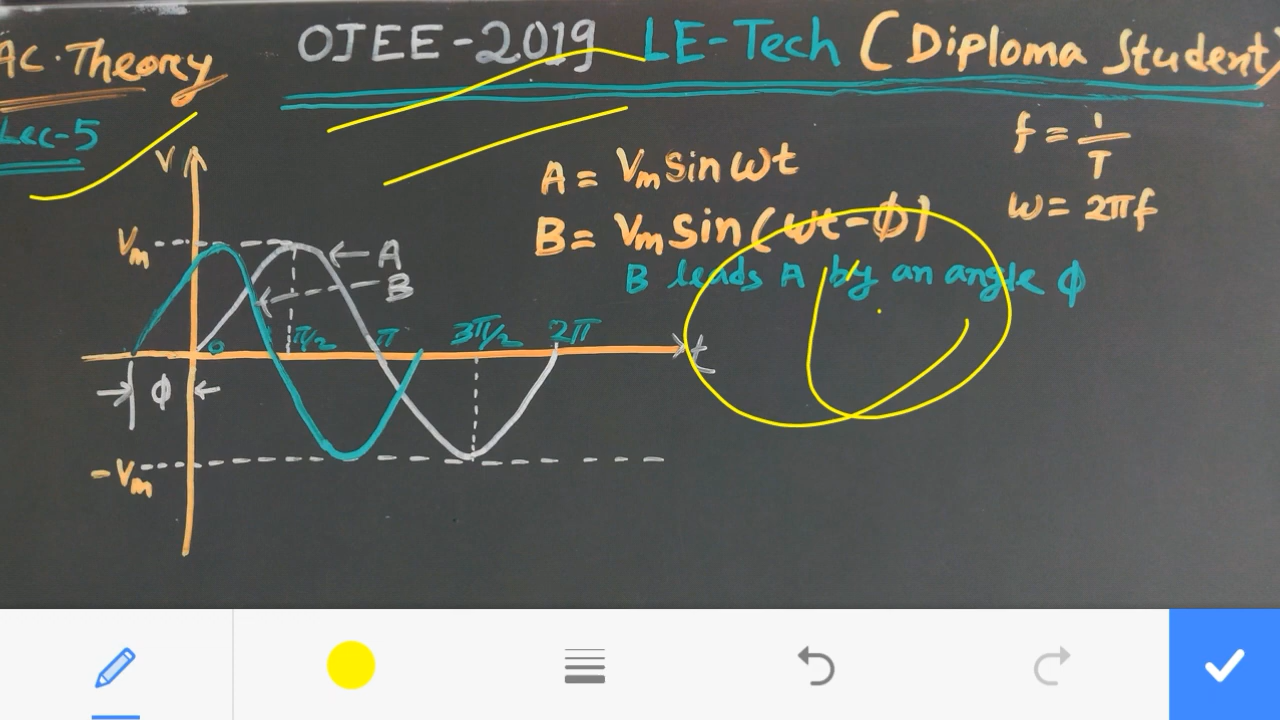 AC. Theory
OJEE-2019 LE-Tech (Diploma Student)
Lec-5
f = 1/T
ω = 2πf
A = Vm sin ωt
B = Vm sin (ωt-ϕ)
B leads A by an angle ϕ
V
Vm
A
B
0 π/2 π 3π/2 2π
t
ϕ
-Vm